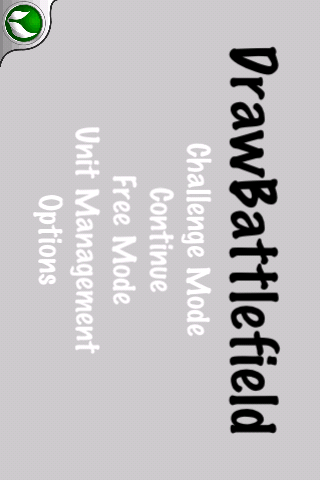 DrawBattlefield
Challenge Mode
Continue
Free Mode
Unit Management
Options